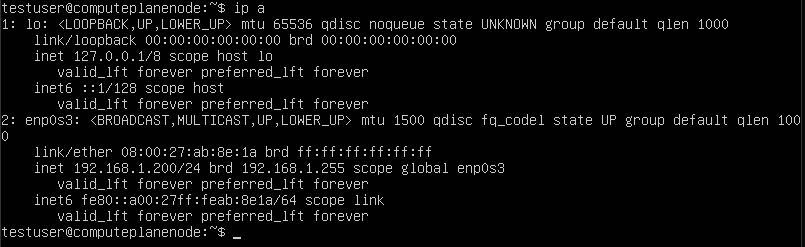 testuser@computeplanenode:~$ ip a
1: lo: <LOOPBACK,UP,LOWER_UP> mtu 65536 qdisc noqueue state UNKNOWN group default qlen 1000
    link/loopback 00:00:00:00:00:00 brd 00:00:00:00:00:00
    inet 127.0.0.1/8 scope host lo
       valid_lft forever preferred_lft forever
    inet6 ::1/128 scope host
       valid_lft forever preferred_lft forever
2: enp0s3: <BROADCAST,MULTICAST,UP,LOWER_UP> mtu 1500 qdisc fq_codel state UP group default qlen 100
0
    link/ether 08:00:27:ab:8e:1a brd ff:ff:ff:ff:ff:ff
    inet 192.168.1.200/24 brd 192.168.1.255 scope global enp0s3
       valid_lft forever preferred_lft forever
    inet6 fe80::a00:27ff:feab:8e1a/64 scope link
       valid_lft forever preferred_lft forever
testuser@computeplanenode:~$ _